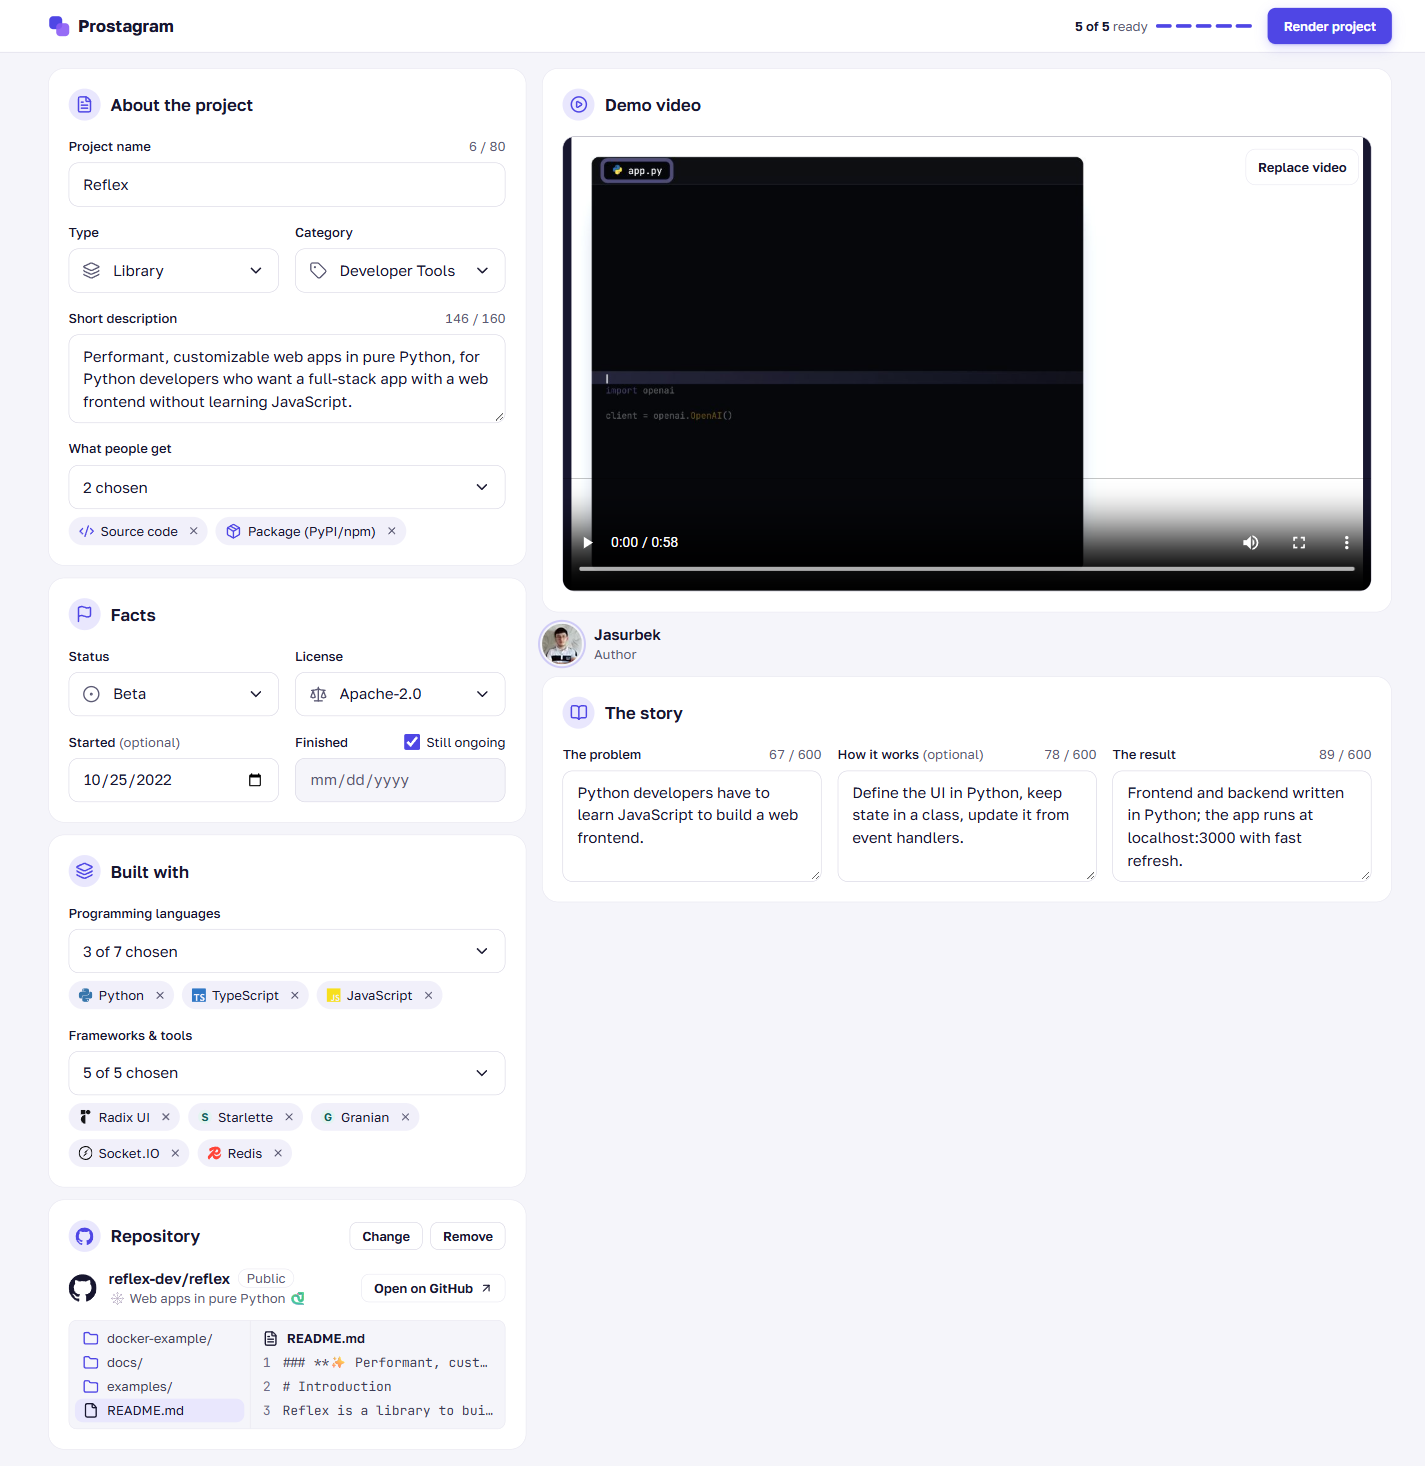 Prostagram
5 of 5 ready
Render project
About the project
Project name
6 / 80
Reflex
Type
Category
Library
Developer Tools
Short description
146 / 160
Performant, customizable web apps in pure Python, for
Python developers who want a full-stack app with a web
frontend without learning JavaScript.
What people get
2 chosen
Source code ×
Package (PyPI/npm) ×
Facts
Status
License
Beta
Apache-2.0
Started (optional)
Finished
Still ongoing
10/25/2022
mm/dd/yyyy
Built with
Programming languages
3 of 7 chosen
Python ×
TS TypeScript ×
JS JavaScript ×
Frameworks & tools
5 of 5 chosen
Radix UI ×
S Starlette ×
G Granian ×
Socket.IO ×
Redis ×
Repository
Change
Remove
reflex-dev/reflex
Public
🕸️ Web apps in pure Python
Open on GitHub
docker-example/
docs/
examples/
README.md
README.md
1 ### **✨ Performant, cust…
2 # Introduction
3 Reflex is a library to bui…
Demo video
app.py
Replace video
import openai
client = openai.OpenAI()
0:00 / 0:58
Jasurbek
Author
The story
The problem
67 / 600
Python developers have to
learn JavaScript to build a web
frontend.
How it works (optional)
78 / 600
Define the UI in Python, keep
state in a class, update it from
event handlers.
The result
89 / 600
Frontend and backend written
in Python; the app runs at
localhost:3000 with fast
refresh.